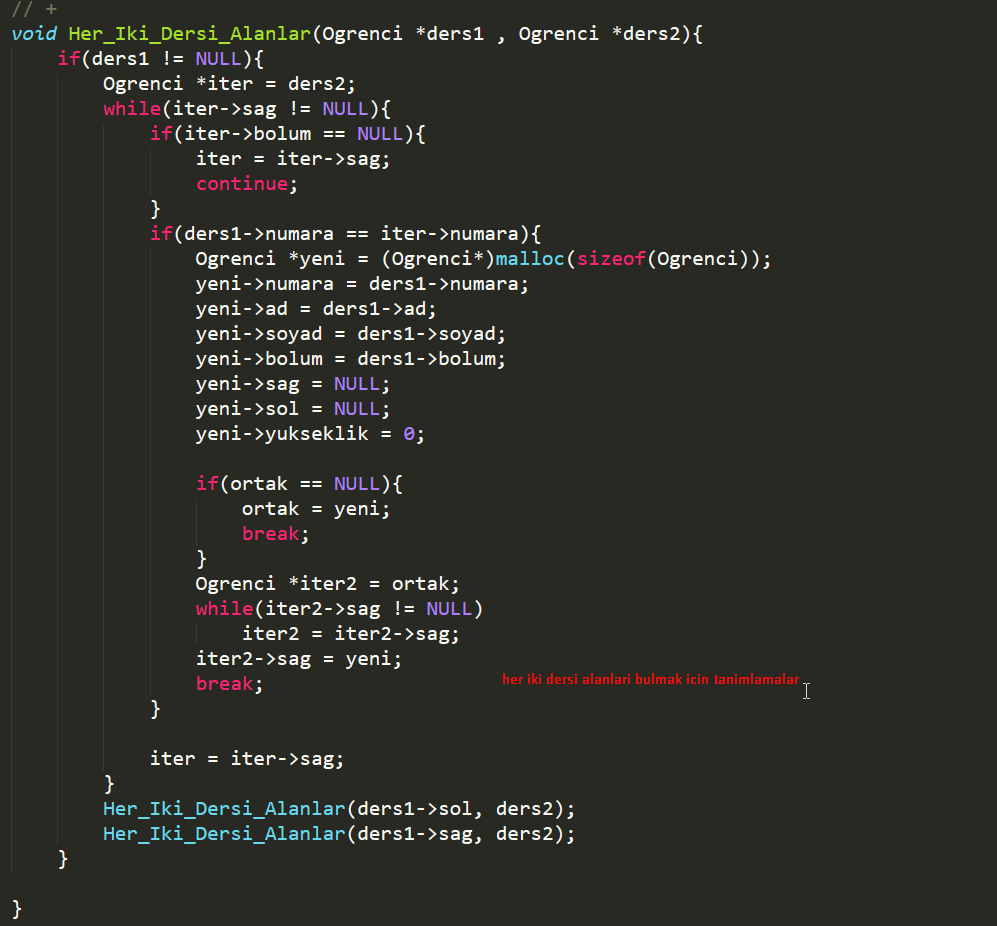 // +
void Her_Iki_Dersi_Alanlar(Ogrenci *ders1 , Ogrenci *ders2){
    if(ders1 != NULL){
        Ogrenci *iter = ders2;
        while(iter->sag != NULL){
            if(iter->bolum == NULL){
                iter = iter->sag;
                continue;
            }
            if(ders1->numara == iter->numara){
                Ogrenci *yeni = (Ogrenci*)malloc(sizeof(Ogrenci));
                yeni->numara = ders1->numara;
                yeni->ad = ders1->ad;
                yeni->soyad = ders1->soyad;
                yeni->bolum = ders1->bolum;
                yeni->sag = NULL;
                yeni->sol = NULL;
                yeni->yukseklik = 0;

                if(ortak == NULL){
                    ortak = yeni;
                    break;
                }
                Ogrenci *iter2 = ortak;
                while(iter2->sag != NULL)
                    iter2 = iter2->sag;
                iter2->sag = yeni;
                break;
her iki dersi alanlari bulmak icin tanimlamalar
            }

            iter = iter->sag;
        }
        Her_Iki_Dersi_Alanlar(ders1->sol, ders2);
        Her_Iki_Dersi_Alanlar(ders1->sag, ders2);
    }

}